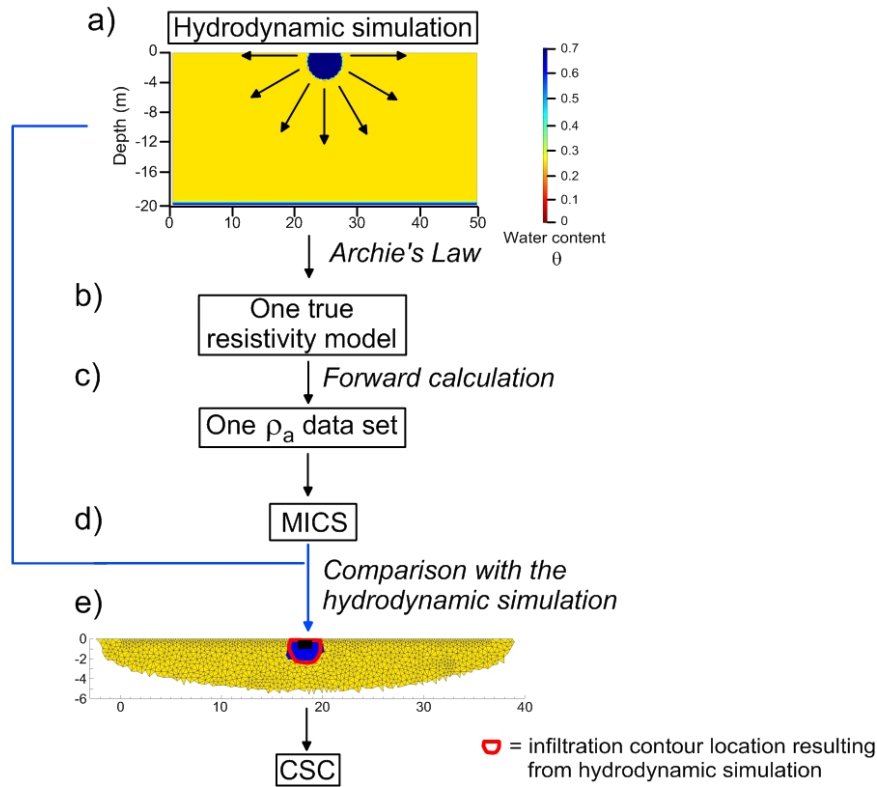 a)
Hydrodynamic simulation
0
-4
-8
-12
-16
-20
Depth (m)
0 10 20 30 40 50
0.7
0.6
0.5
0.4
0.3
0.2
0.1
0
Water content
θ
Archie's Law
b)
One true
resistivity model
c)
Forward calculation
One ρa data set
d)
MICS
Comparison with the
hydrodynamic simulation
e)
0
-2
-4
-6
0 10 20 30 40
= infiltration contour location resulting
from hydrodynamic simulation
CSC